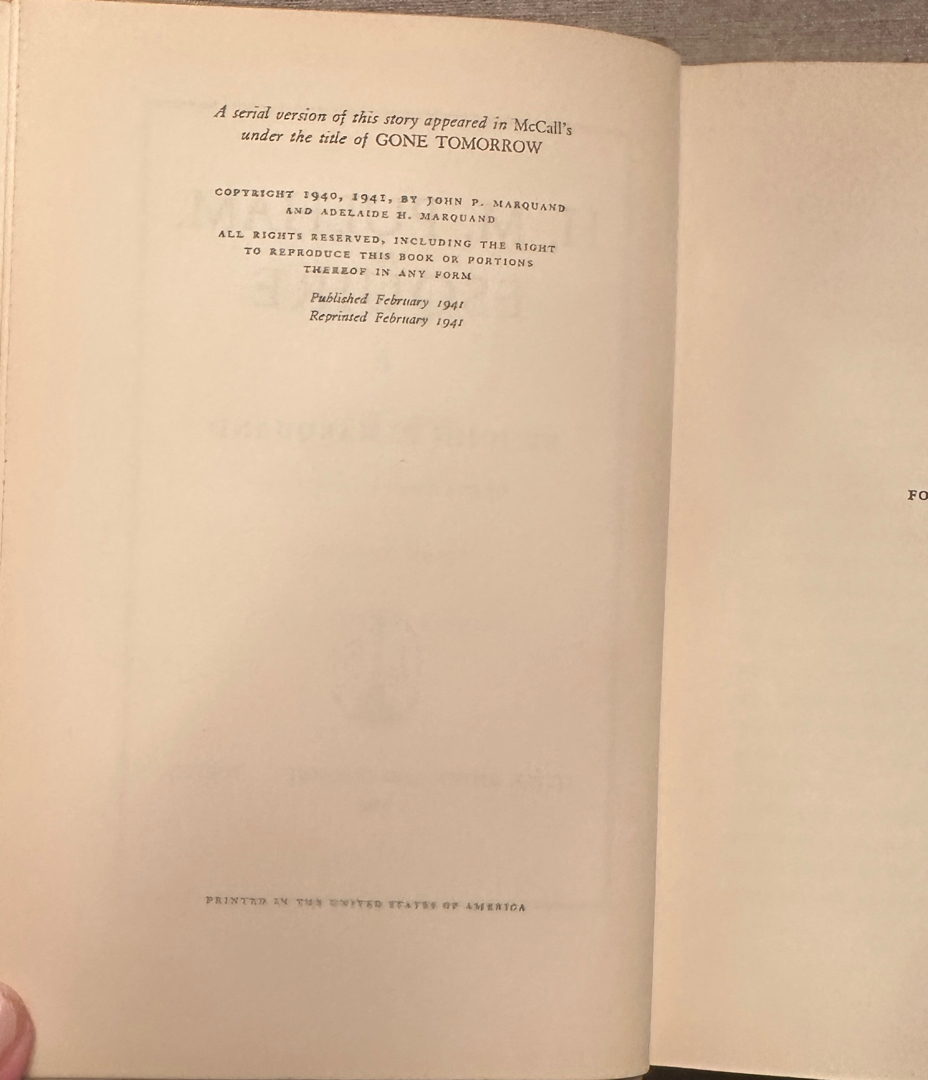 A serial version of this story appeared in McCall's
under the title of GONE TOMORROW
COPYRIGHT 1940, 1941, BY JOHN P. MARQUAND
AND ADELAIDE H. MARQUAND
ALL RIGHTS RESERVED, INCLUDING THE RIGHT
TO REPRODUCE THIS BOOK OR PORTIONS
THEREOF IN ANY FORM
Published February 1941
Reprinted February 1941
PRINTED IN THE UNITED STATES OF AMERICA
FO